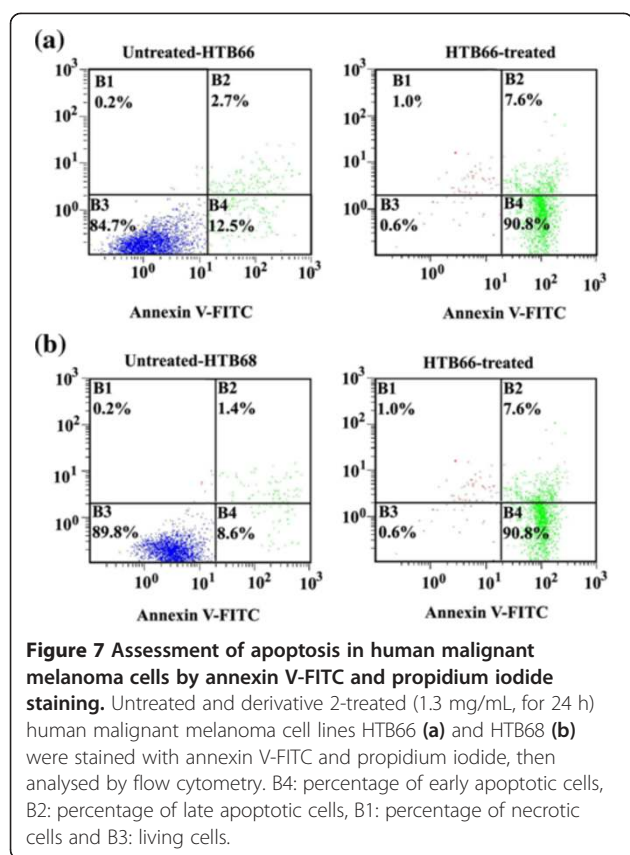 (a)
Untreated-HTB66
HTB66-treated
10³
B1
0.2%
B2
2.7%
10²
10¹
10⁰
B3
84.7%
B4
12.5%
10⁰ 10¹ 10² 10³
Annexin V-FITC
10³
B1
1.0%
B2
7.6%
10²
10¹
10⁰
B3
0.6%
B4
90.8%
10⁰ 10¹ 10² 10³
Annexin V-FITC
(b)
Untreated-HTB68
HTB66-treated
10³
B1
0.2%
B2
1.4%
10²
10¹
10⁰
B3
89.8%
B4
8.6%
10⁰ 10¹ 10² 10³
Annexin V-FITC
10³
B1
1.0%
B2
7.6%
10²
10¹
10⁰
B3
0.6%
B4
90.8%
10⁰ 10¹ 10² 10³
Annexin V-FITC
Figure 7 Assessment of apoptosis in human malignant
melanoma cells by annexin V-FITC and propidium iodide
staining. Untreated and derivative 2-treated (1.3 mg/mL, for 24 h)
human malignant melanoma cell lines HTB66 (a) and HTB68 (b)
were stained with annexin V-FITC and propidium iodide, then
analysed by flow cytometry. B4: percentage of early apoptotic cells,
B2: percentage of late apoptotic cells, B1: percentage of necrotic
cells and B3: living cells.